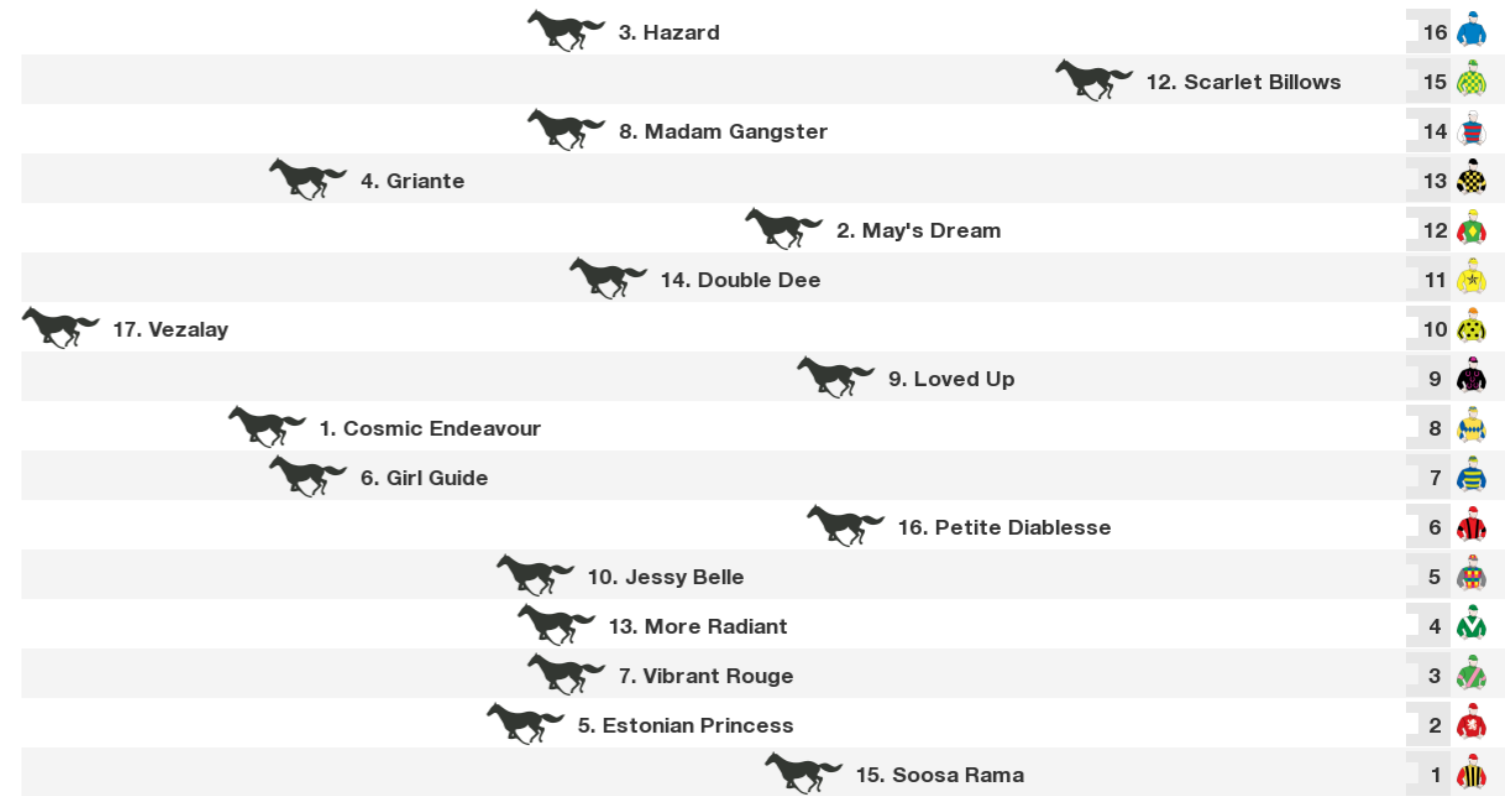 3. Hazard 16
12. Scarlet Billows 15
8. Madam Gangster 14
4. Griante 13
2. May's Dream 12
14. Double Dee 11
17. Vezalay 10
9. Loved Up 9
1. Cosmic Endeavour 8
6. Girl Guide 7
16. Petite Diablesse 6
10. Jessy Belle 5
13. More Radiant 4
7. Vibrant Rouge 3
5. Estonian Princess 2
15. Soosa Rama 1